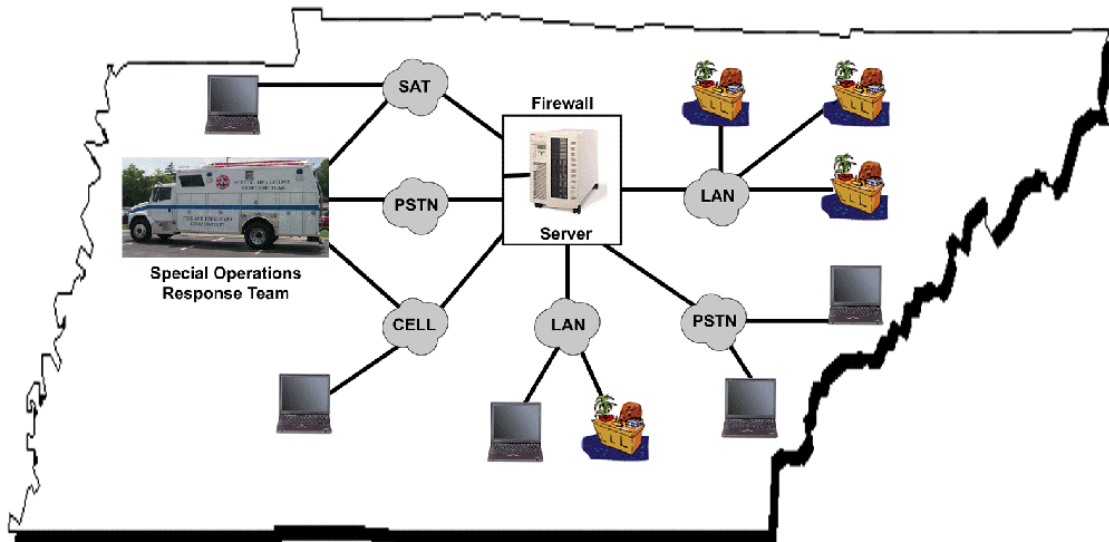 SAT
Firewall
PSTN
LAN
Server
Special Operations
Response Team
CELL
LAN
PSTN